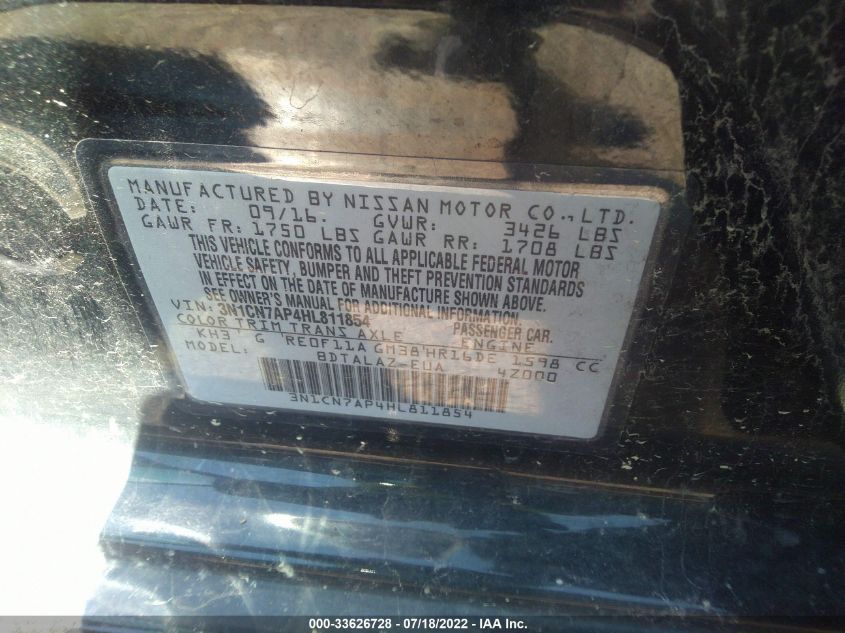 MANUFACTURED BY NISSAN MOTOR CO.,LTD.
DATE: 09/16 GVWR: 3426 LBS
GAWR FR: 1750 LBS GAWR RR: 1708 LBS
THIS VEHICLE CONFORMS TO ALL APPLICABLE FEDERAL MOTOR
VEHICLE SAFETY, BUMPER AND THEFT PREVENTION STANDARDS
IN EFFECT ON THE DATE OF MANUFACTURE SHOWN ABOVE.
SEE OWNER'S MANUAL FOR ADDITIONAL INFORMATION
VIN: 3N1CN7AP4HL811854 PASSENGER CAR.
COLOR TRIM TRANS AXLE ENGINE
KH3 G RE0F11A GM38 HR16DE 1598 CC
MODEL: BDTALAZ-EUA 4Z000
3N1CN7AP4HL811854
000-33626728 - 07/18/2022 - IAA Inc.